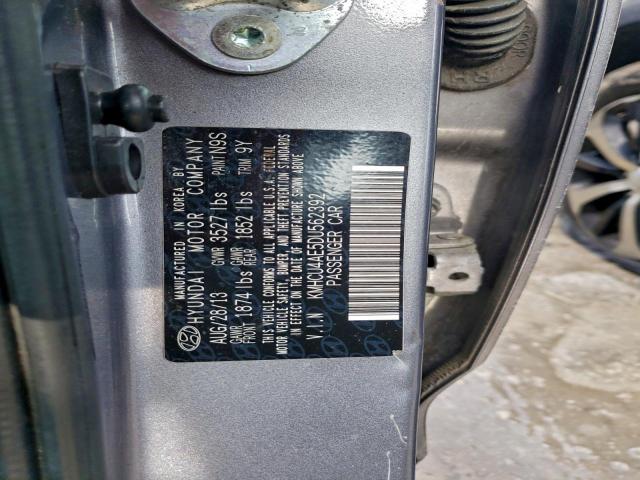 MANUFACTURED IN KOREA BY
HYUNDAI MOTOR COMPANY
AUG/28/13 GVWR 3527 lbs PAINT N9S
GAWR FRONT 1874 lbs GAWR REAR 1852 lbs TRIM 9Y
THIS VEHICLE CONFORMS TO ALL APPLICABLE U.S.A. FEDERAL
MOTOR VEHICLE SAFETY, BUMPER, AND THEFT PREVENTION STANDARDS
IN EFFECT ON THE DATE OF MANUFACTURE SHOWN ABOVE
V.I.N KMHCU4AE5DU562392
PASSENGER CAR
DOOR